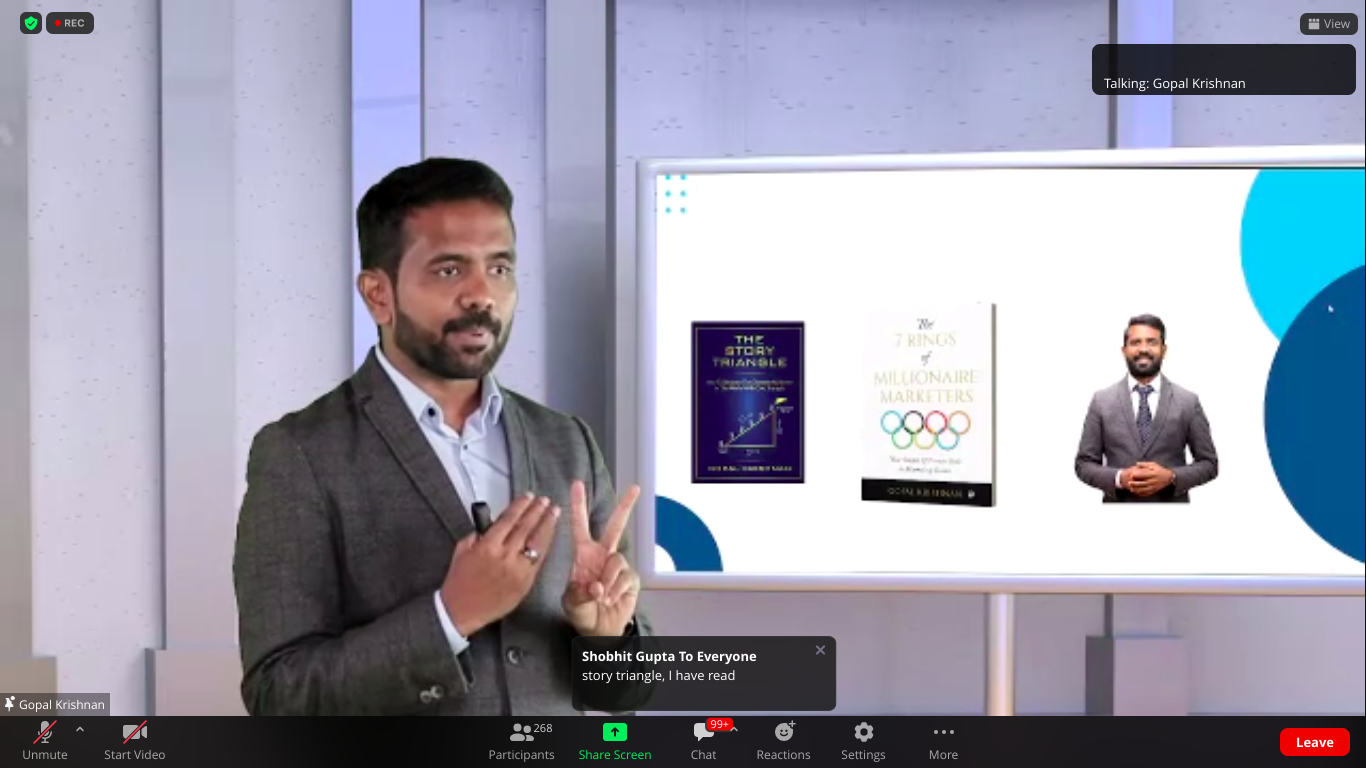 REC
View
Talking: Gopal Krishnan
THE
STORY
TRIANGLE
The
7 RINGS
of
MILLIONAIRE
MARKETERS
GOPAL KRISHNAN
Shobhit Gupta To Everyone
story triangle, I have read
Gopal Krishnan
268
99+
Unmute
Start Video
Participants
Share Screen
Chat
Reactions
Settings
More
Leave